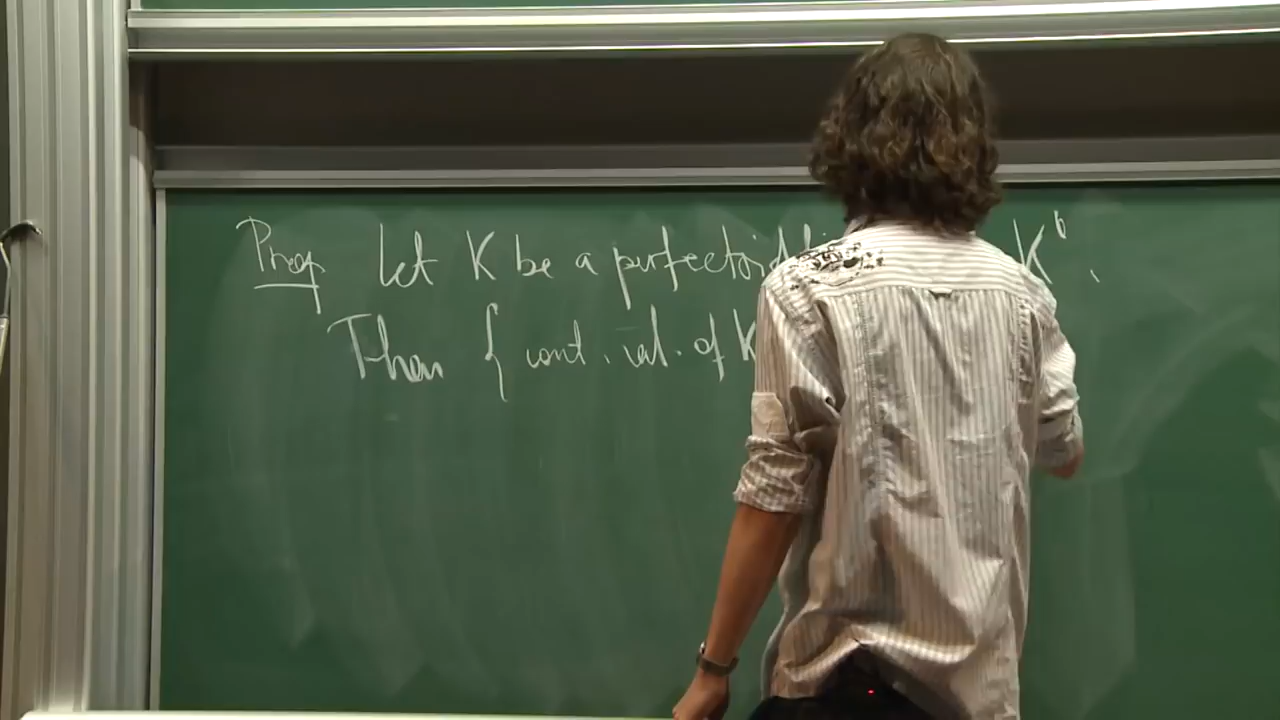 Prop Let K be a perfectoid K♭.
Then { cont. val. of K